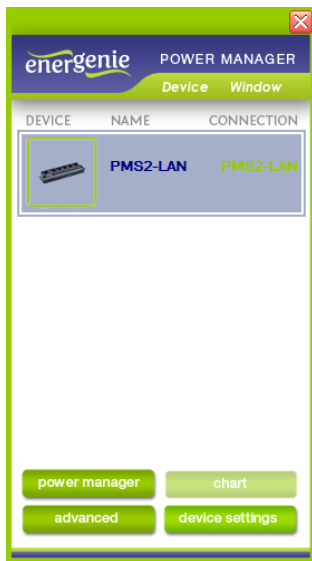 energenie POWER MANAGER
Device Window
DEVICE NAME CONNECTION
PMS2-LAN PMS2-LAN
power manager chart
advanced device settings